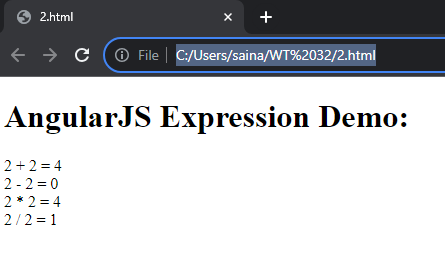 2.html
File | C:/Users/saina/WT%2032/2.html
AngularJS Expression Demo:
2 + 2 = 4
2 - 2 = 0
2 * 2 = 4
2 / 2 = 1